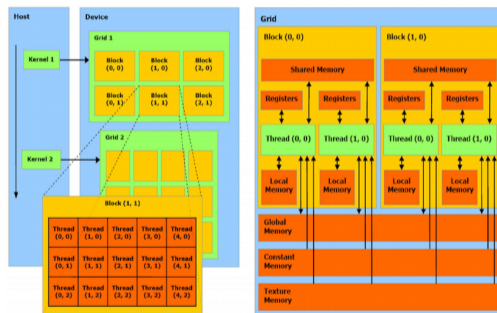 Host
Device
Grid 1
Kernel 1
Block
(0, 0)
Block
(1, 0)
Block
(2, 0)
Block
(0, 1)
Block
(1, 1)
Block
(2, 1)
Grid 2
Kernel 2
Block (1, 1)
Thread
(0, 0)
Thread
(1, 0)
Thread
(2, 0)
Thread
(3, 0)
Thread
(4, 0)
Thread
(0, 1)
Thread
(1, 1)
Thread
(2, 1)
Thread
(3, 1)
Thread
(4, 1)
Thread
(0, 2)
Thread
(1, 2)
Thread
(2, 2)
Thread
(3, 2)
Thread
(4, 2)
Grid
Block (0, 0)
Shared Memory
Registers
Registers
Thread (0, 0)
Thread (1, 0)
Local
Memory
Local
Memory
Block (1, 0)
Shared Memory
Registers
Registers
Thread (0, 0)
Thread (1, 0)
Local
Memory
Local
Memory
Global
Memory
Constant
Memory
Texture
Memory